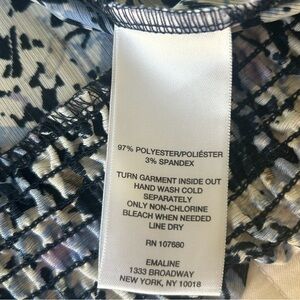 97% POLYESTER/POLIÉSTER
3% SPANDEX
TURN GARMENT INSIDE OUT
HAND WASH COLD
SEPARATELY
ONLY NON-CHLORINE
BLEACH WHEN NEEDED
LINE DRY
RN 107680
EMALINE
1333 BROADWAY
NEW YORK, NY 10018